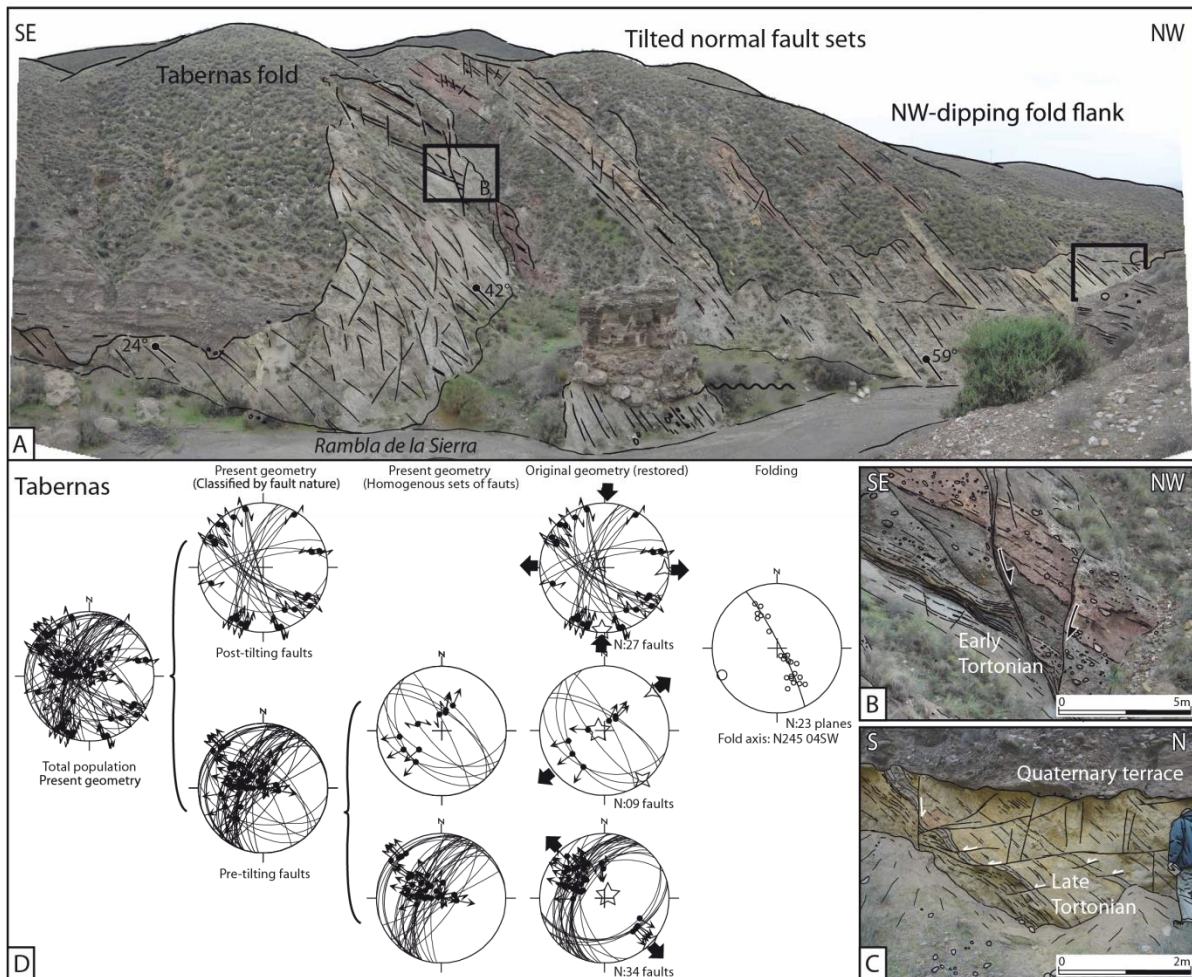 SE
NW
Tilted normal fault sets
Tabernas fold
NW-dipping fold flank
B
C
42°
24°
59°
Rambla de la Sierra
A
Tabernas
Present geometry
(Classified by fault nature)
Present geometry
(Homogenous sets of fauts)
Original geometry (restored)
Folding
N
N
N
N
N
N
N
N
N
Post-tilting faults
N:27 faults
Total population
Present geometry
Pre-tilting faults
N:09 faults
N:23 planes
Fold axis: N245 04SW
N:34 faults
D
SE
NW
Early
Tortonian
0
5m
B
S
N
Quaternary terrace
Late
Tortonian
0
2m
C